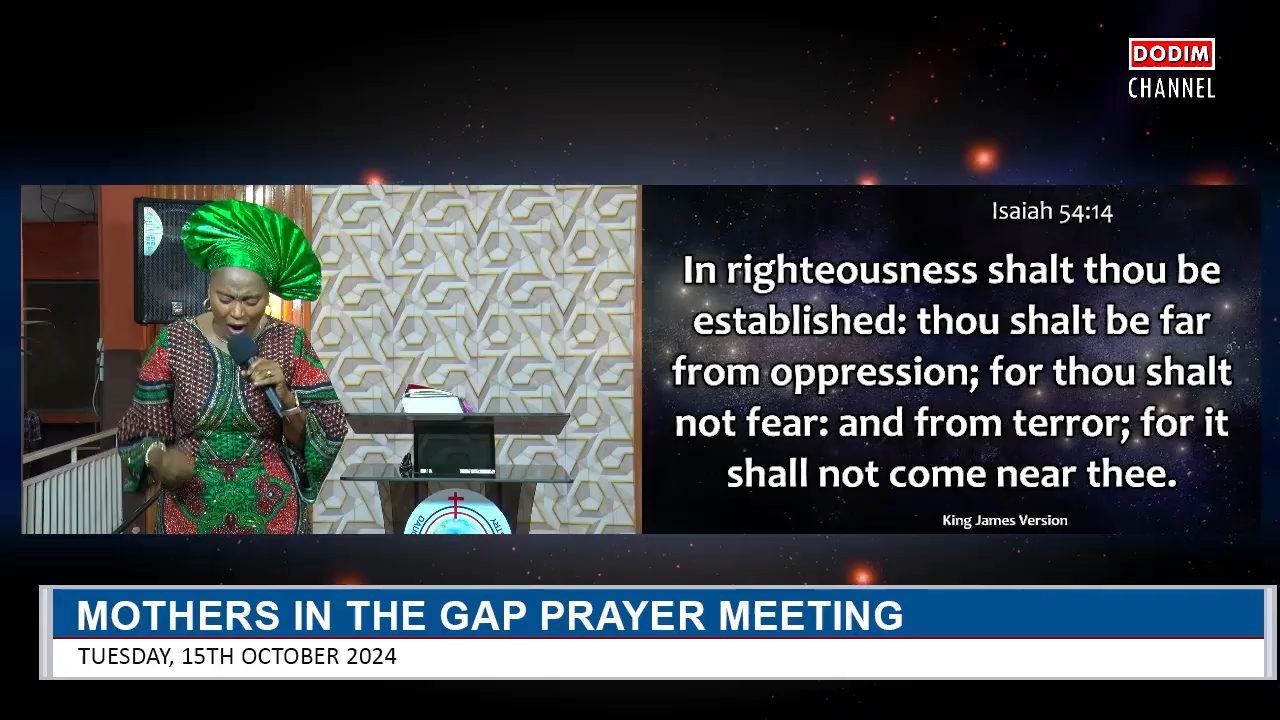 DODIM
CHANNEL
Isaiah 54:14
In righteousness shalt thou be
established: thou shalt be far
from oppression; for thou shalt
not fear: and from terror; for it
shall not come near thee.
King James Version
MOTHERS IN THE GAP PRAYER MEETING
TUESDAY, 15TH OCTOBER 2024